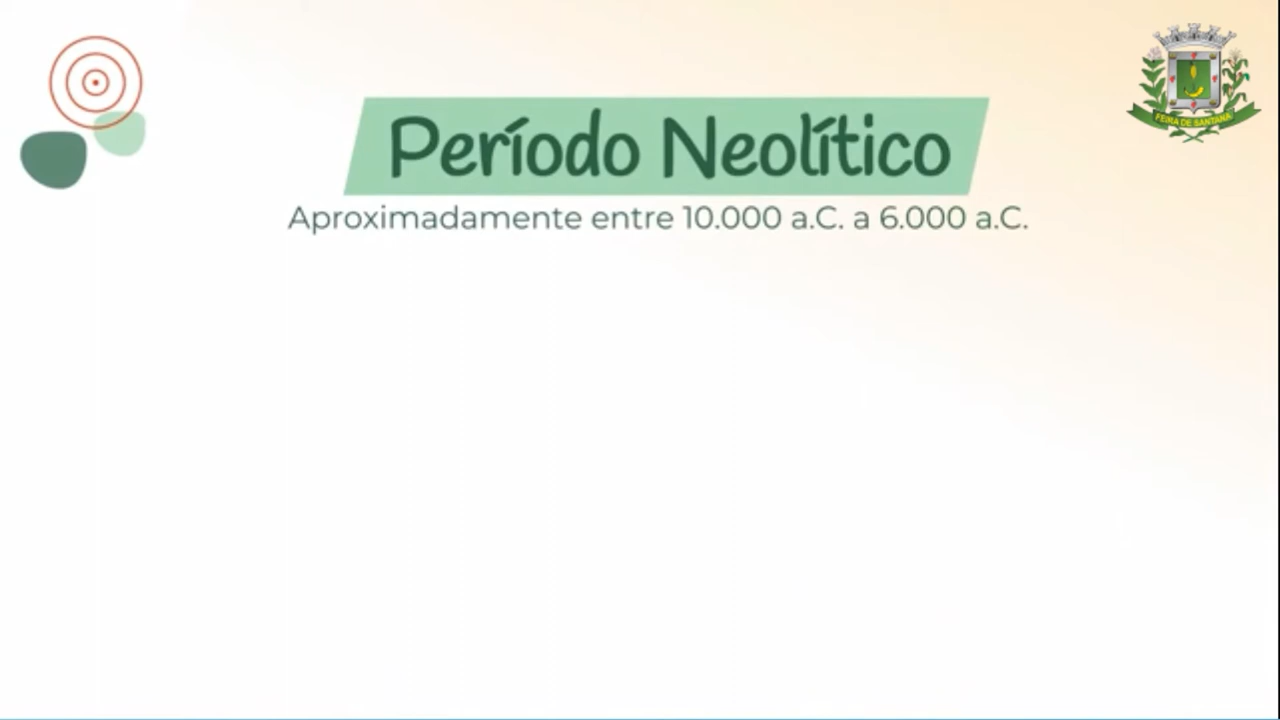 Período Neolítico
Aproximadamente entre 10.000 a.C. a 6.000 a.C.
FEIRA DE SANTANA